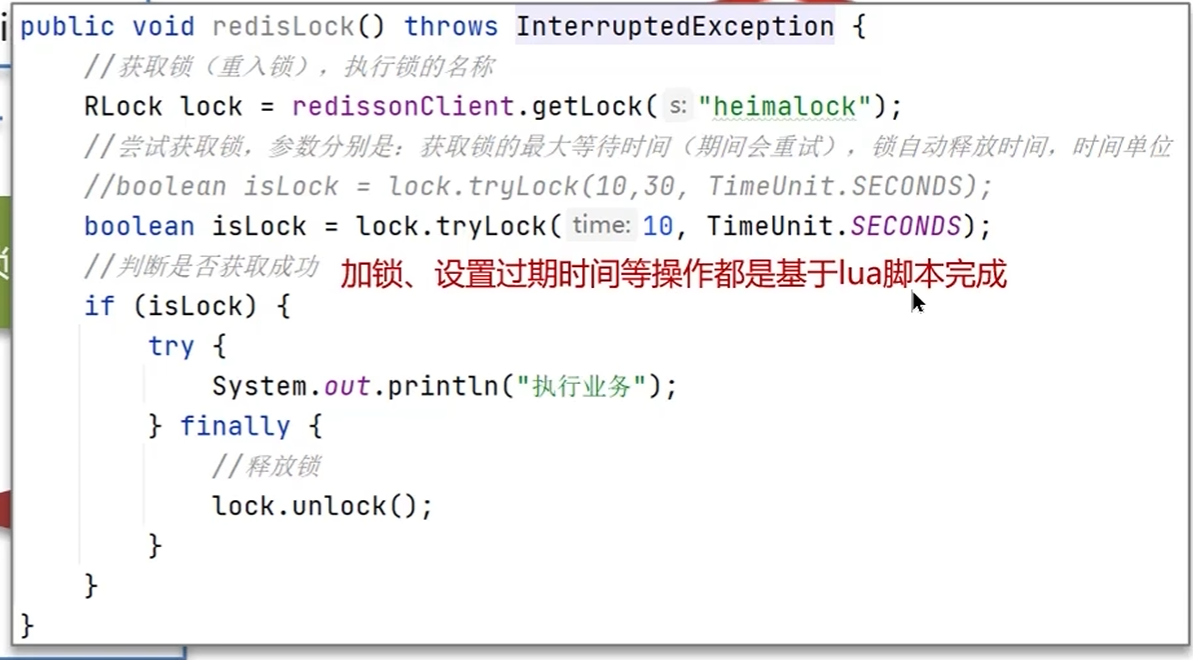 public void redisLock() throws InterruptedException {
//获取锁（重入锁），执行锁的名称
RLock lock = redissonClient.getLock( s: "heimalock");
//尝试获取锁，参数分别是：获取锁的最大等待时间（期间会重试），锁自动释放时间，时间单位
//boolean isLock = lock.tryLock(10,30, TimeUnit.SECONDS);
boolean isLock = lock.tryLock( time: 10, TimeUnit.SECONDS);
//判断是否获取成功
加锁、设置过期时间等操作都是基于lua脚本完成
if (isLock) {
try {
System.out.println("执行业务");
} finally {
//释放锁
lock.unlock();
}
}
}